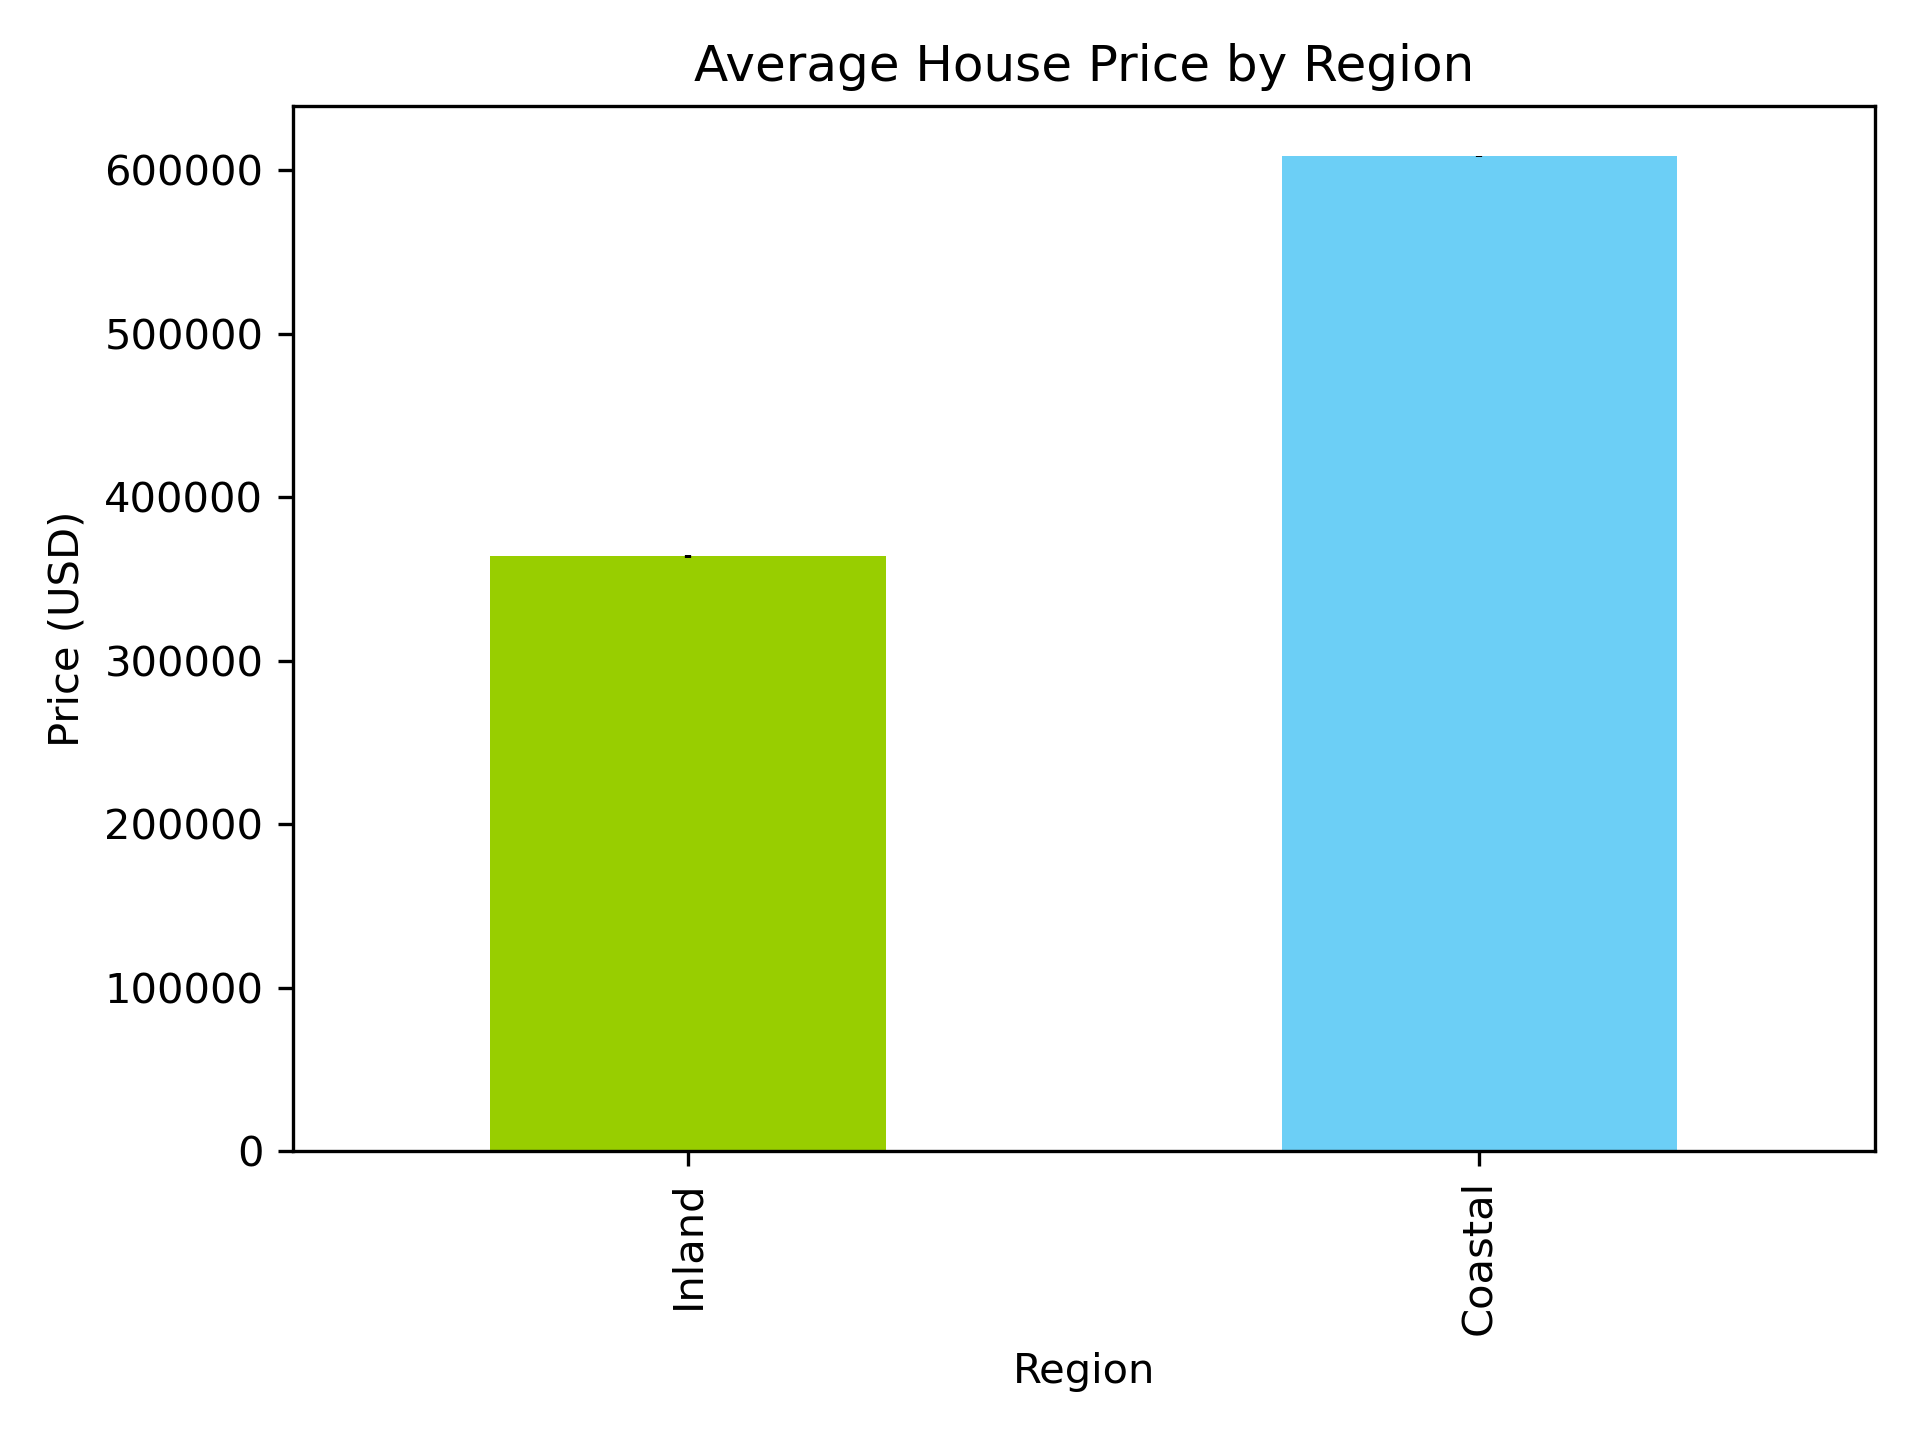 Average House Price by Region
Price (USD)
600000
500000
400000
300000
200000
100000
0
Inland
Coastal
Region